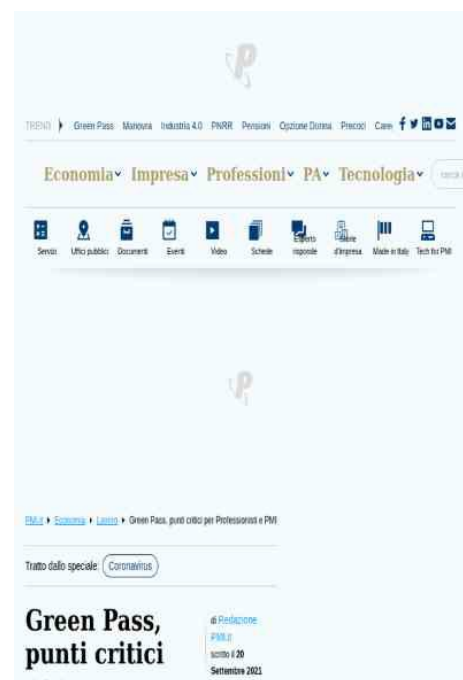 TREND Green Pass Manovra Industria 4.0 PNRR Pensioni Opzione Donna Precoci
Economia Impresa Professioni PA Tecnologia
Servizi Uffici pubblici Documenti Eventi Video Schede Esperto risponde d'Impresa Made in Italy Tech for PMI
PMI.it Economia Lavoro Green Pass, punti critici per Professionisti e PMI
Tratto dallo speciale: Coronavirus
Green Pass,
punti critici
di Redazione
PMI.it
scritto il 20
Settembre 2021